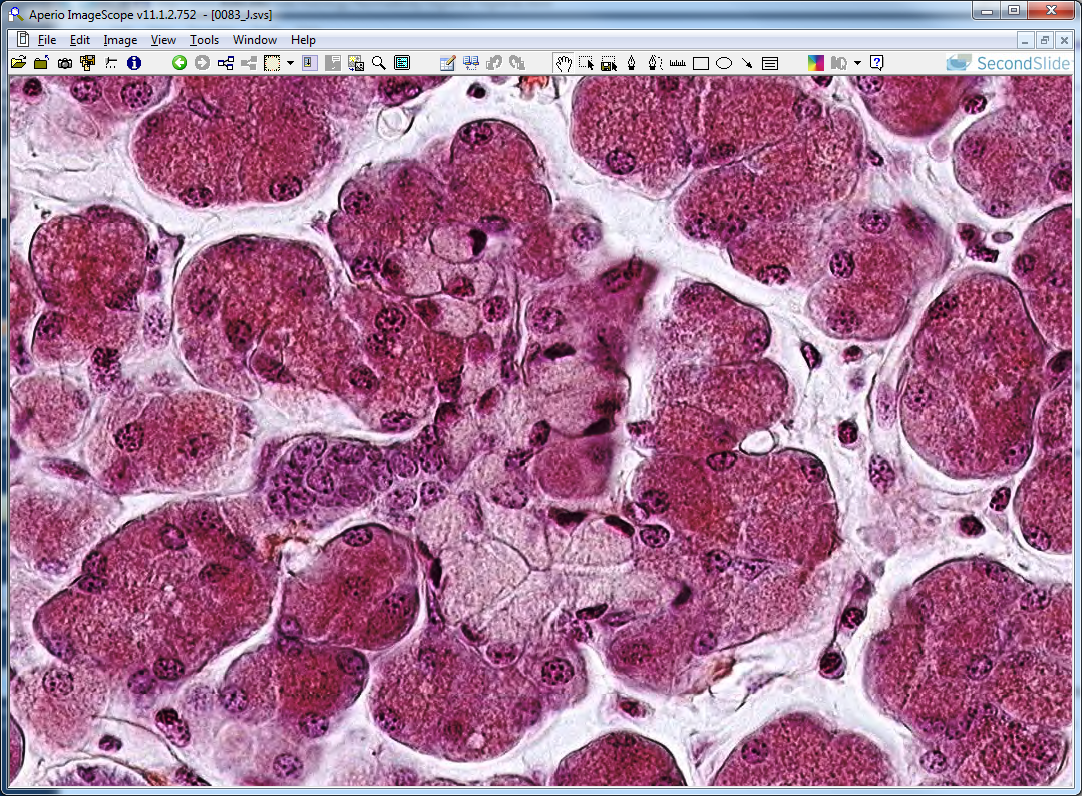 Aperio ImageScope v11.1.2.752 - [0083_J.svs]
File Edit Image View Tools Window Help
SecondSlide